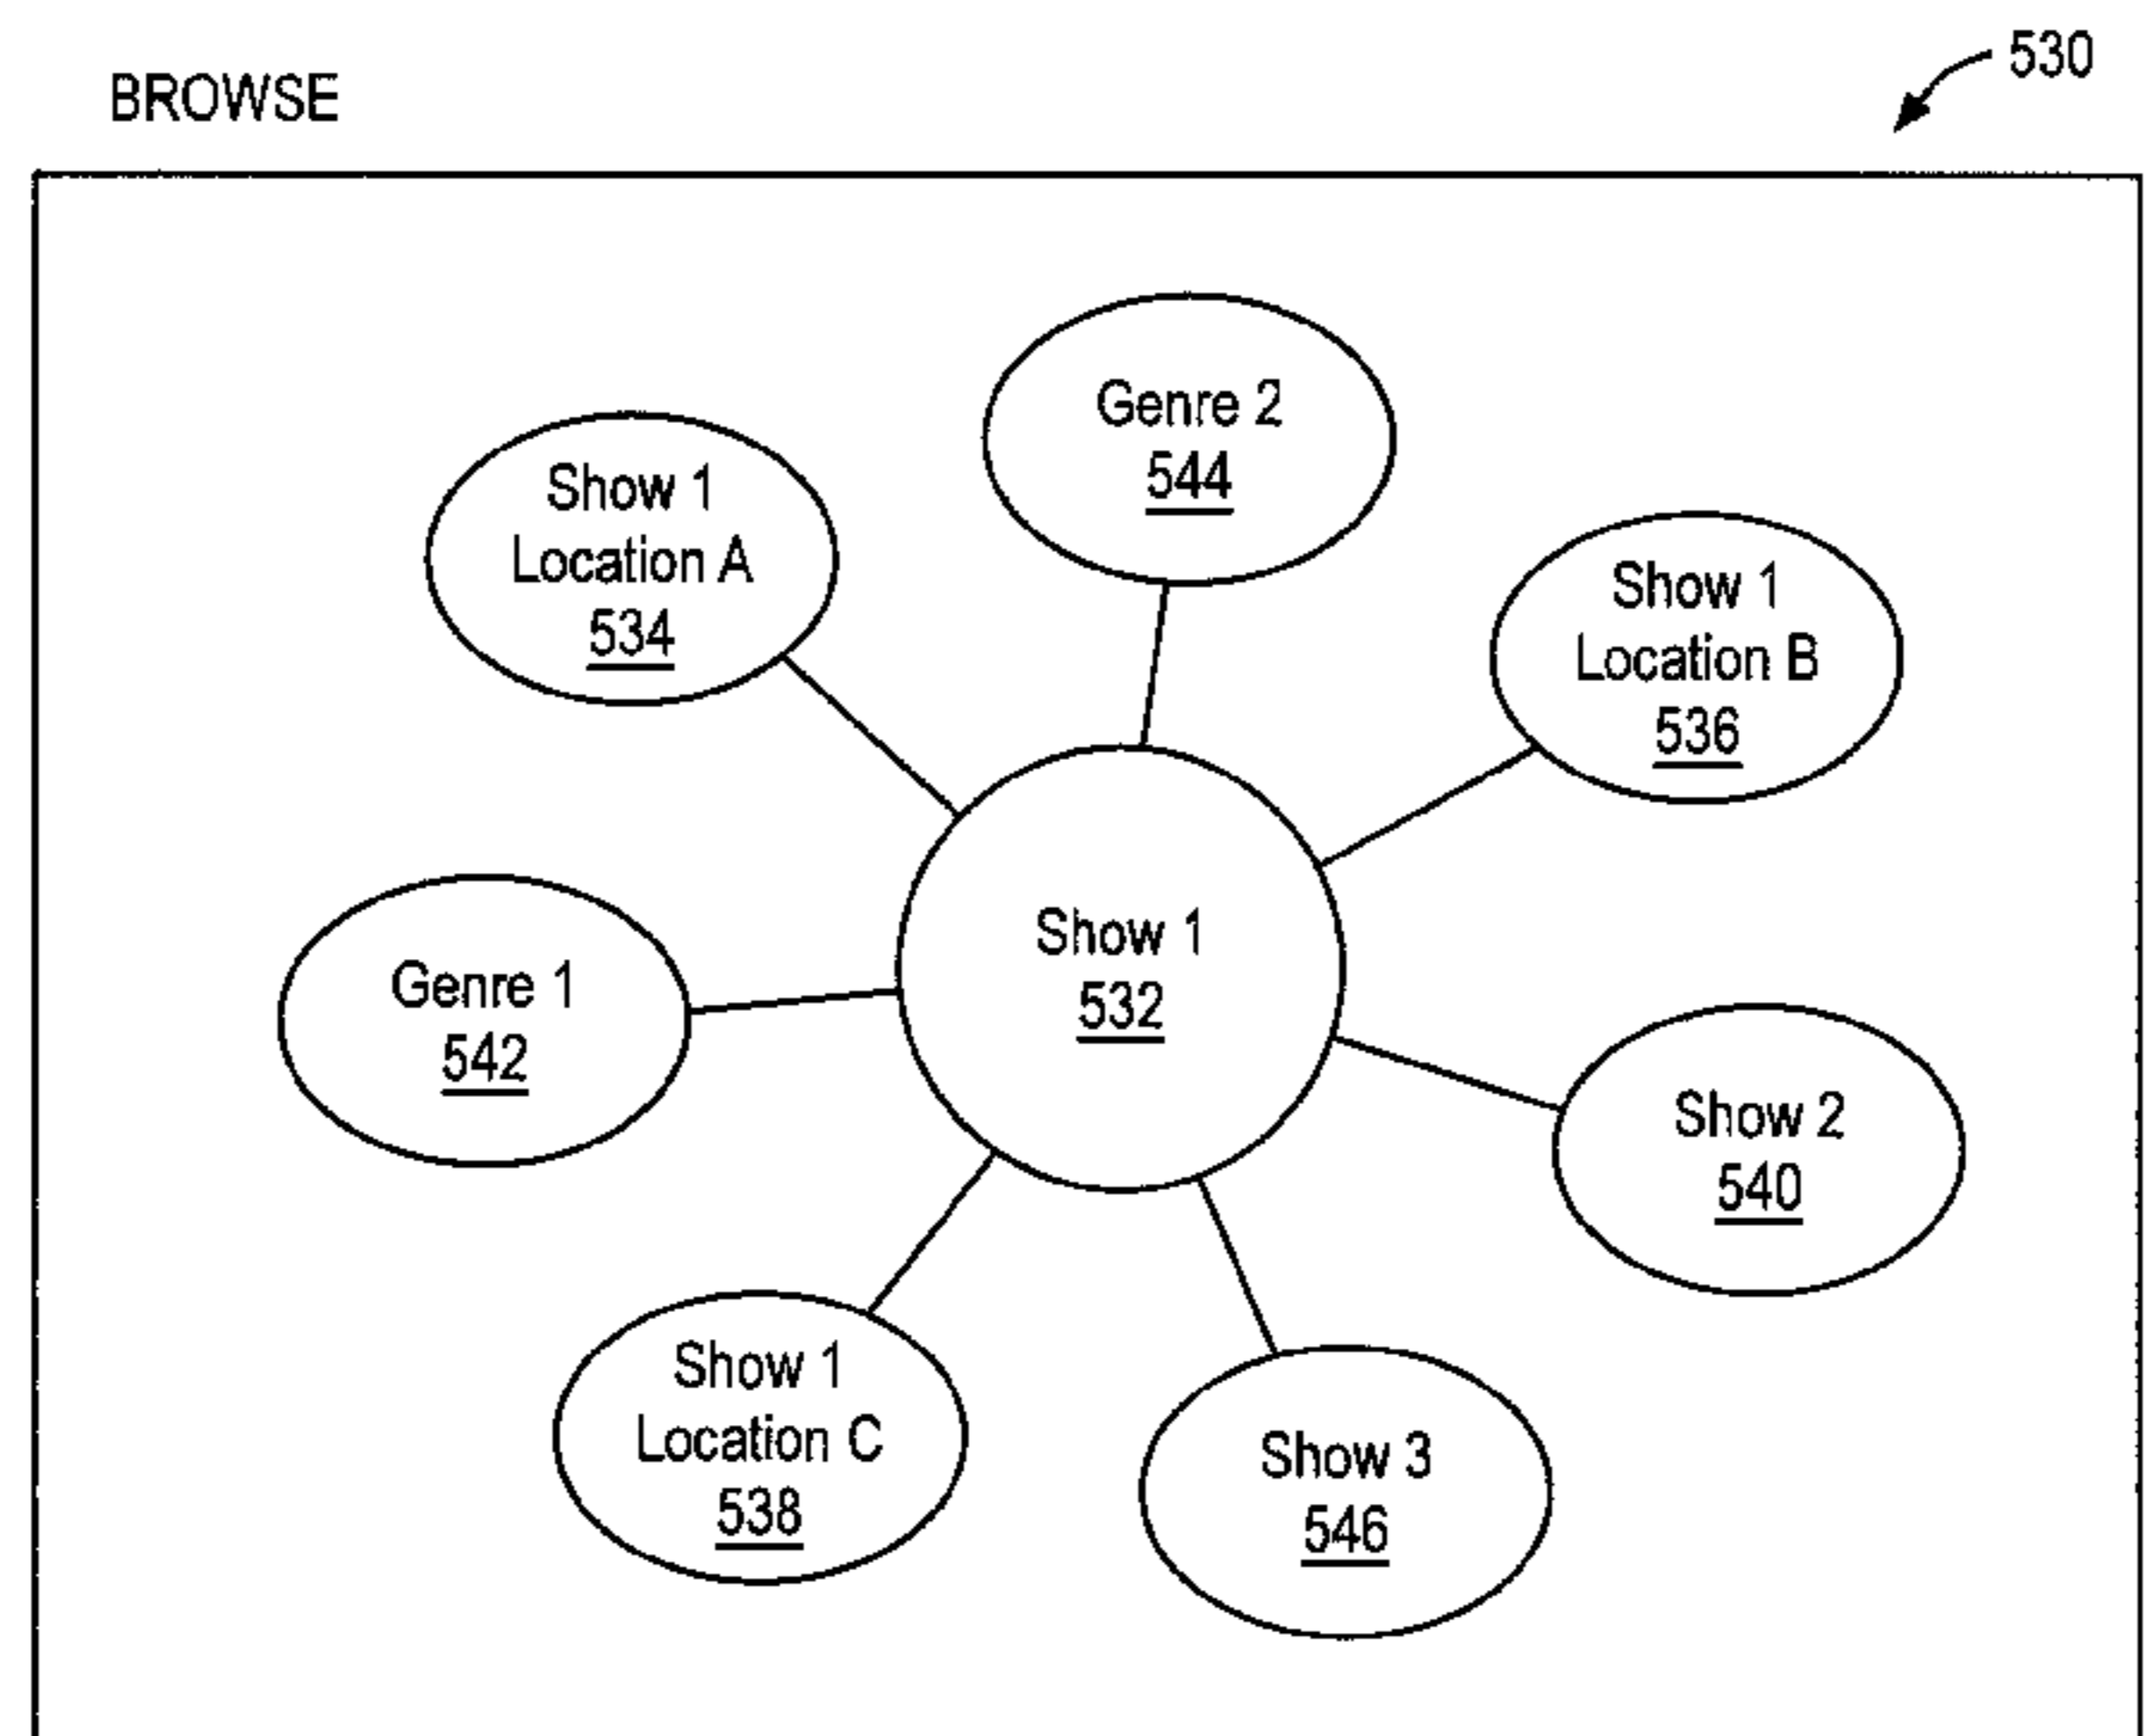 530
BROWSE
Genre 2
544
Show 1
Location A
534
Show 1
Location B
536
Show 1
532
Genre 1
542
Show 2
540
Show 1
Location C
538
Show 3
546